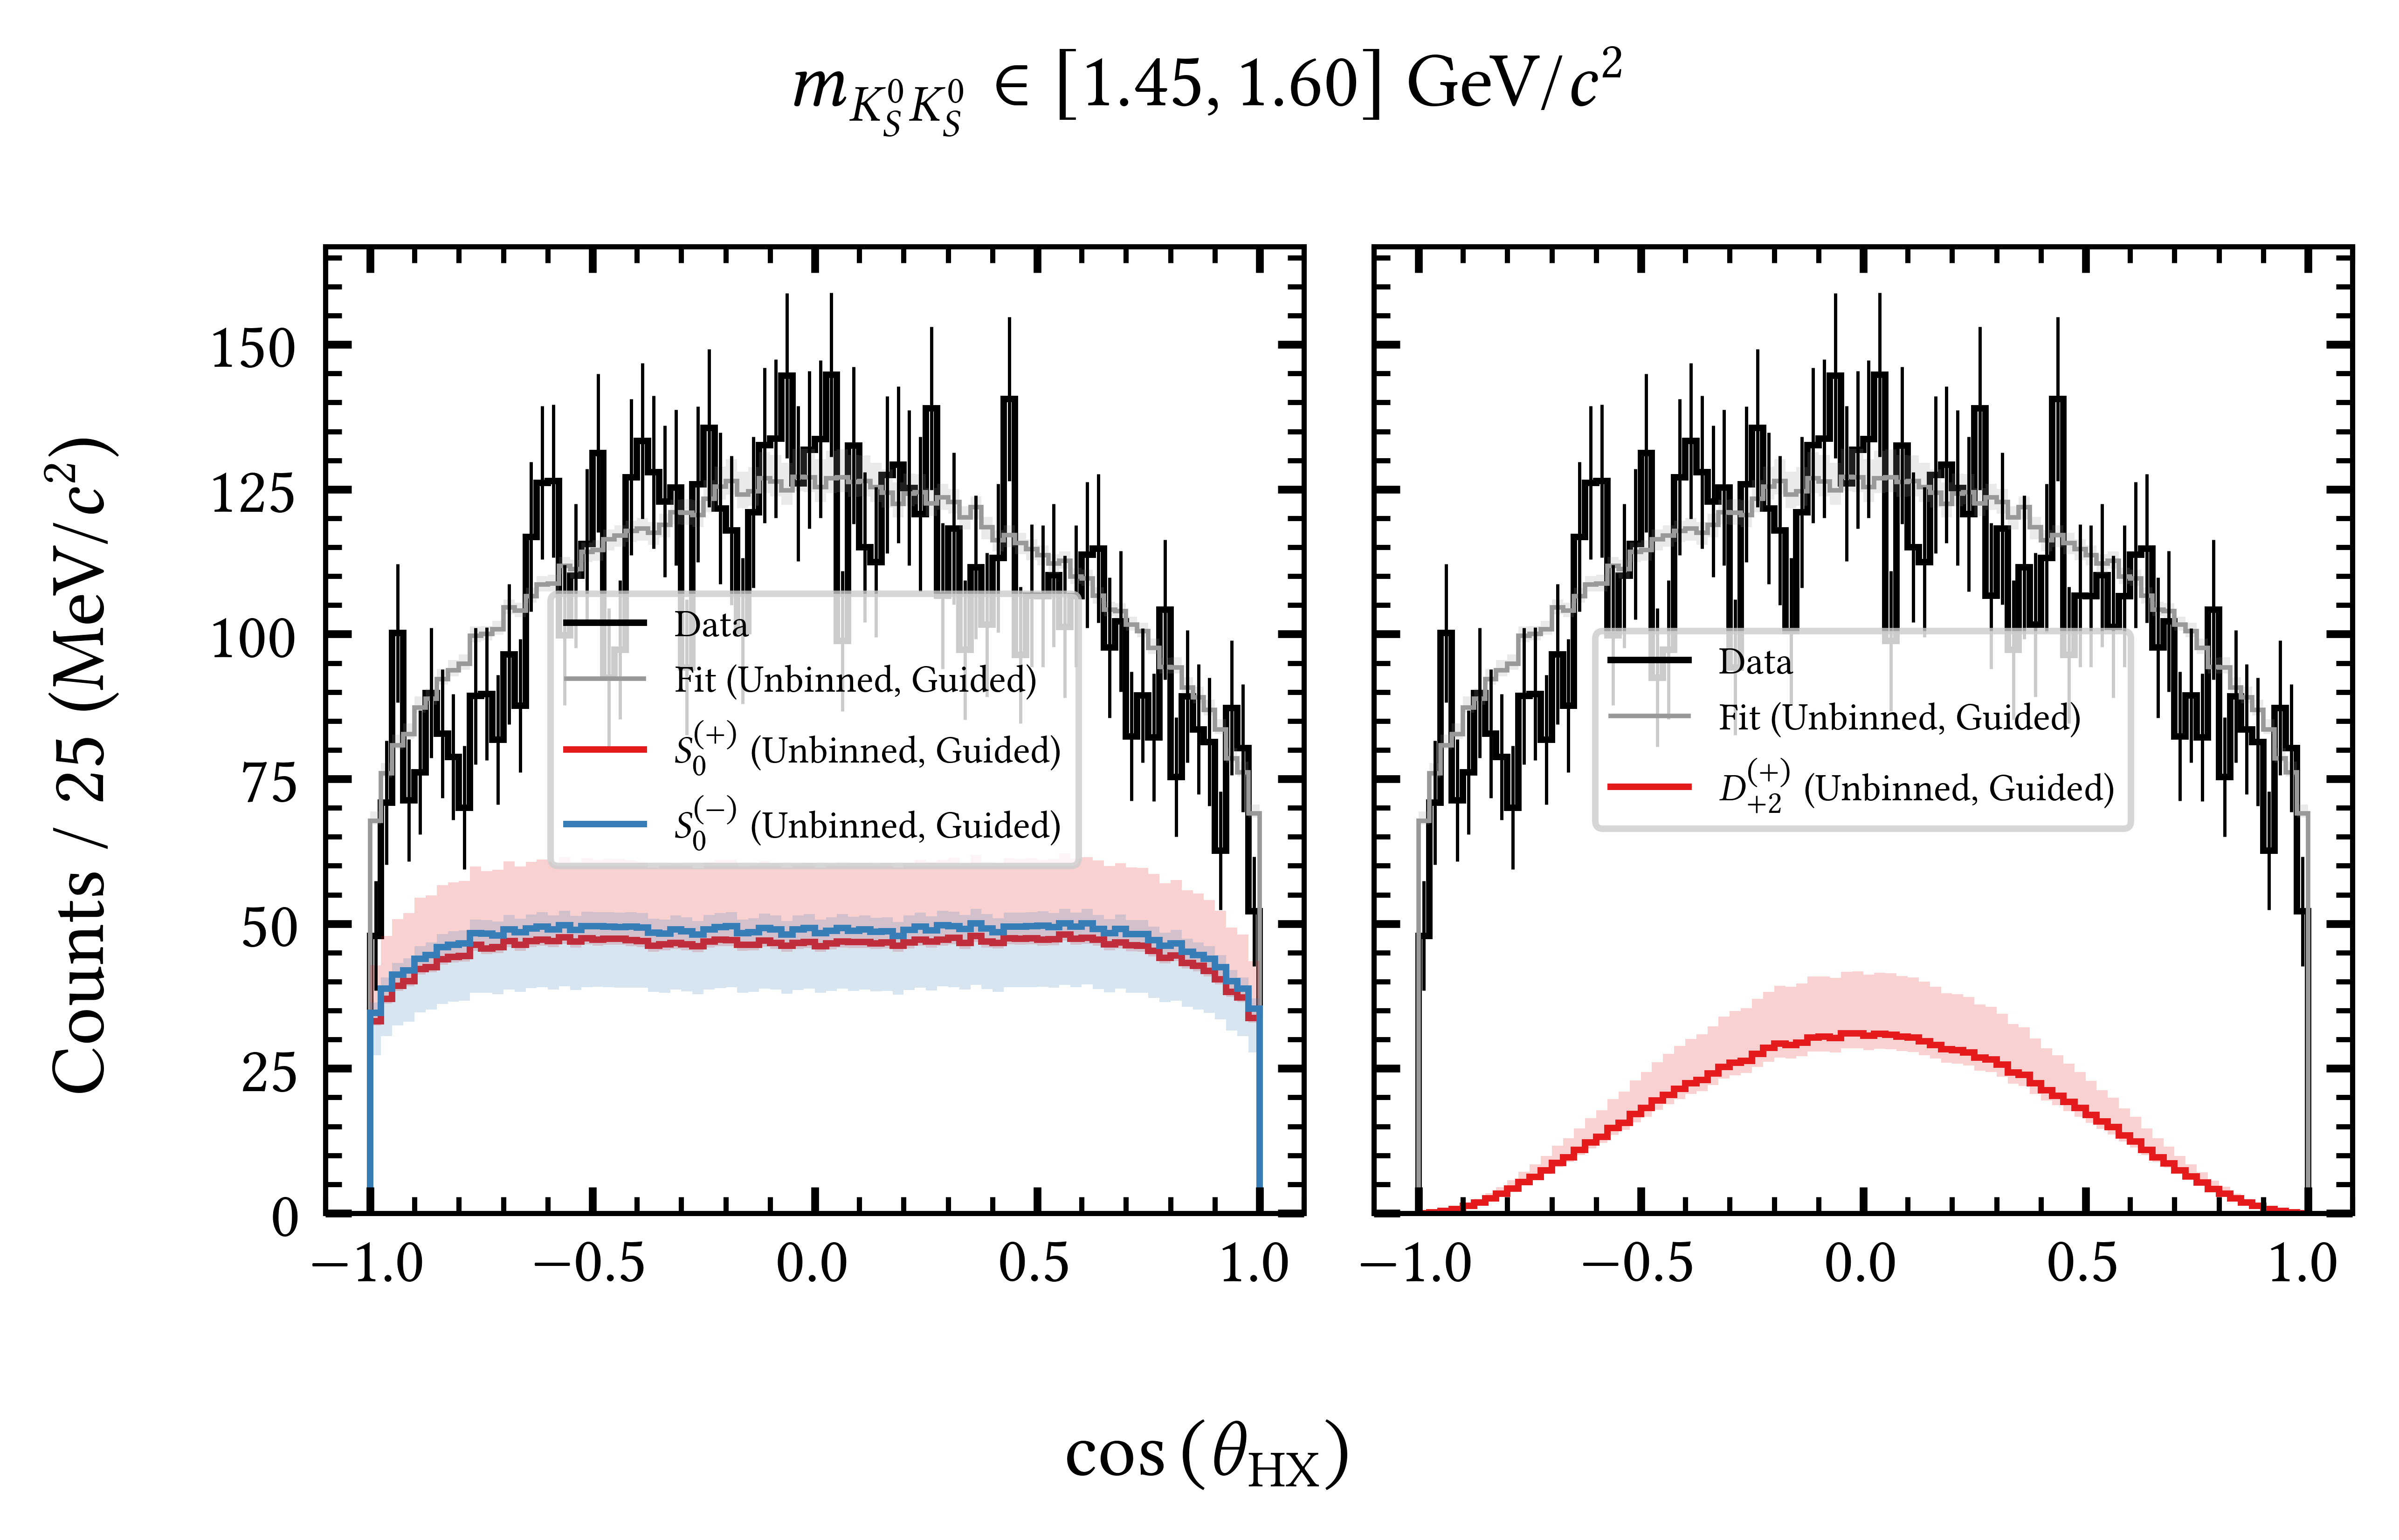 m_{K_S^0 K_S^0} ∈ [1.45, 1.60] GeV/c²
Counts / 25 (MeV/c²)
150
125
100
75
50
25
0
Data
Fit (Unbinned, Guided)
S_0^{(+)} (Unbinned, Guided)
S_0^{(−)} (Unbinned, Guided)
−1.0 −0.5 0.0 0.5 1.0
Data
Fit (Unbinned, Guided)
D_{+2}^{(+)} (Unbinned, Guided)
−1.0 −0.5 0.0 0.5 1.0
cos (θ_{HX})